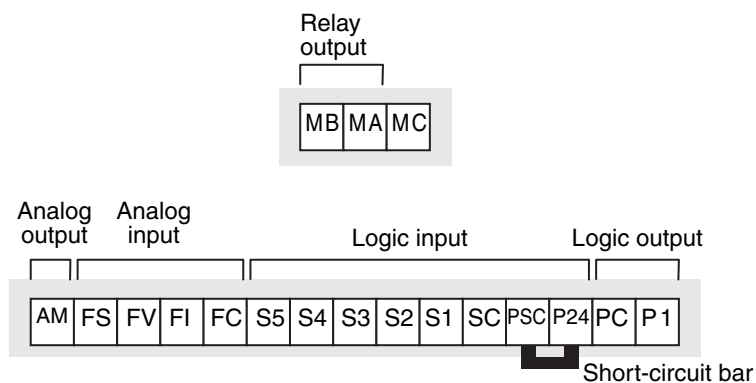 Relay
output
MB MA MC
Analog
output
Analog
input
Logic input
Logic output
AM FS FV FI FC S5 S4 S3 S2 S1 SC PSC P24 PC P1
Short-circuit bar